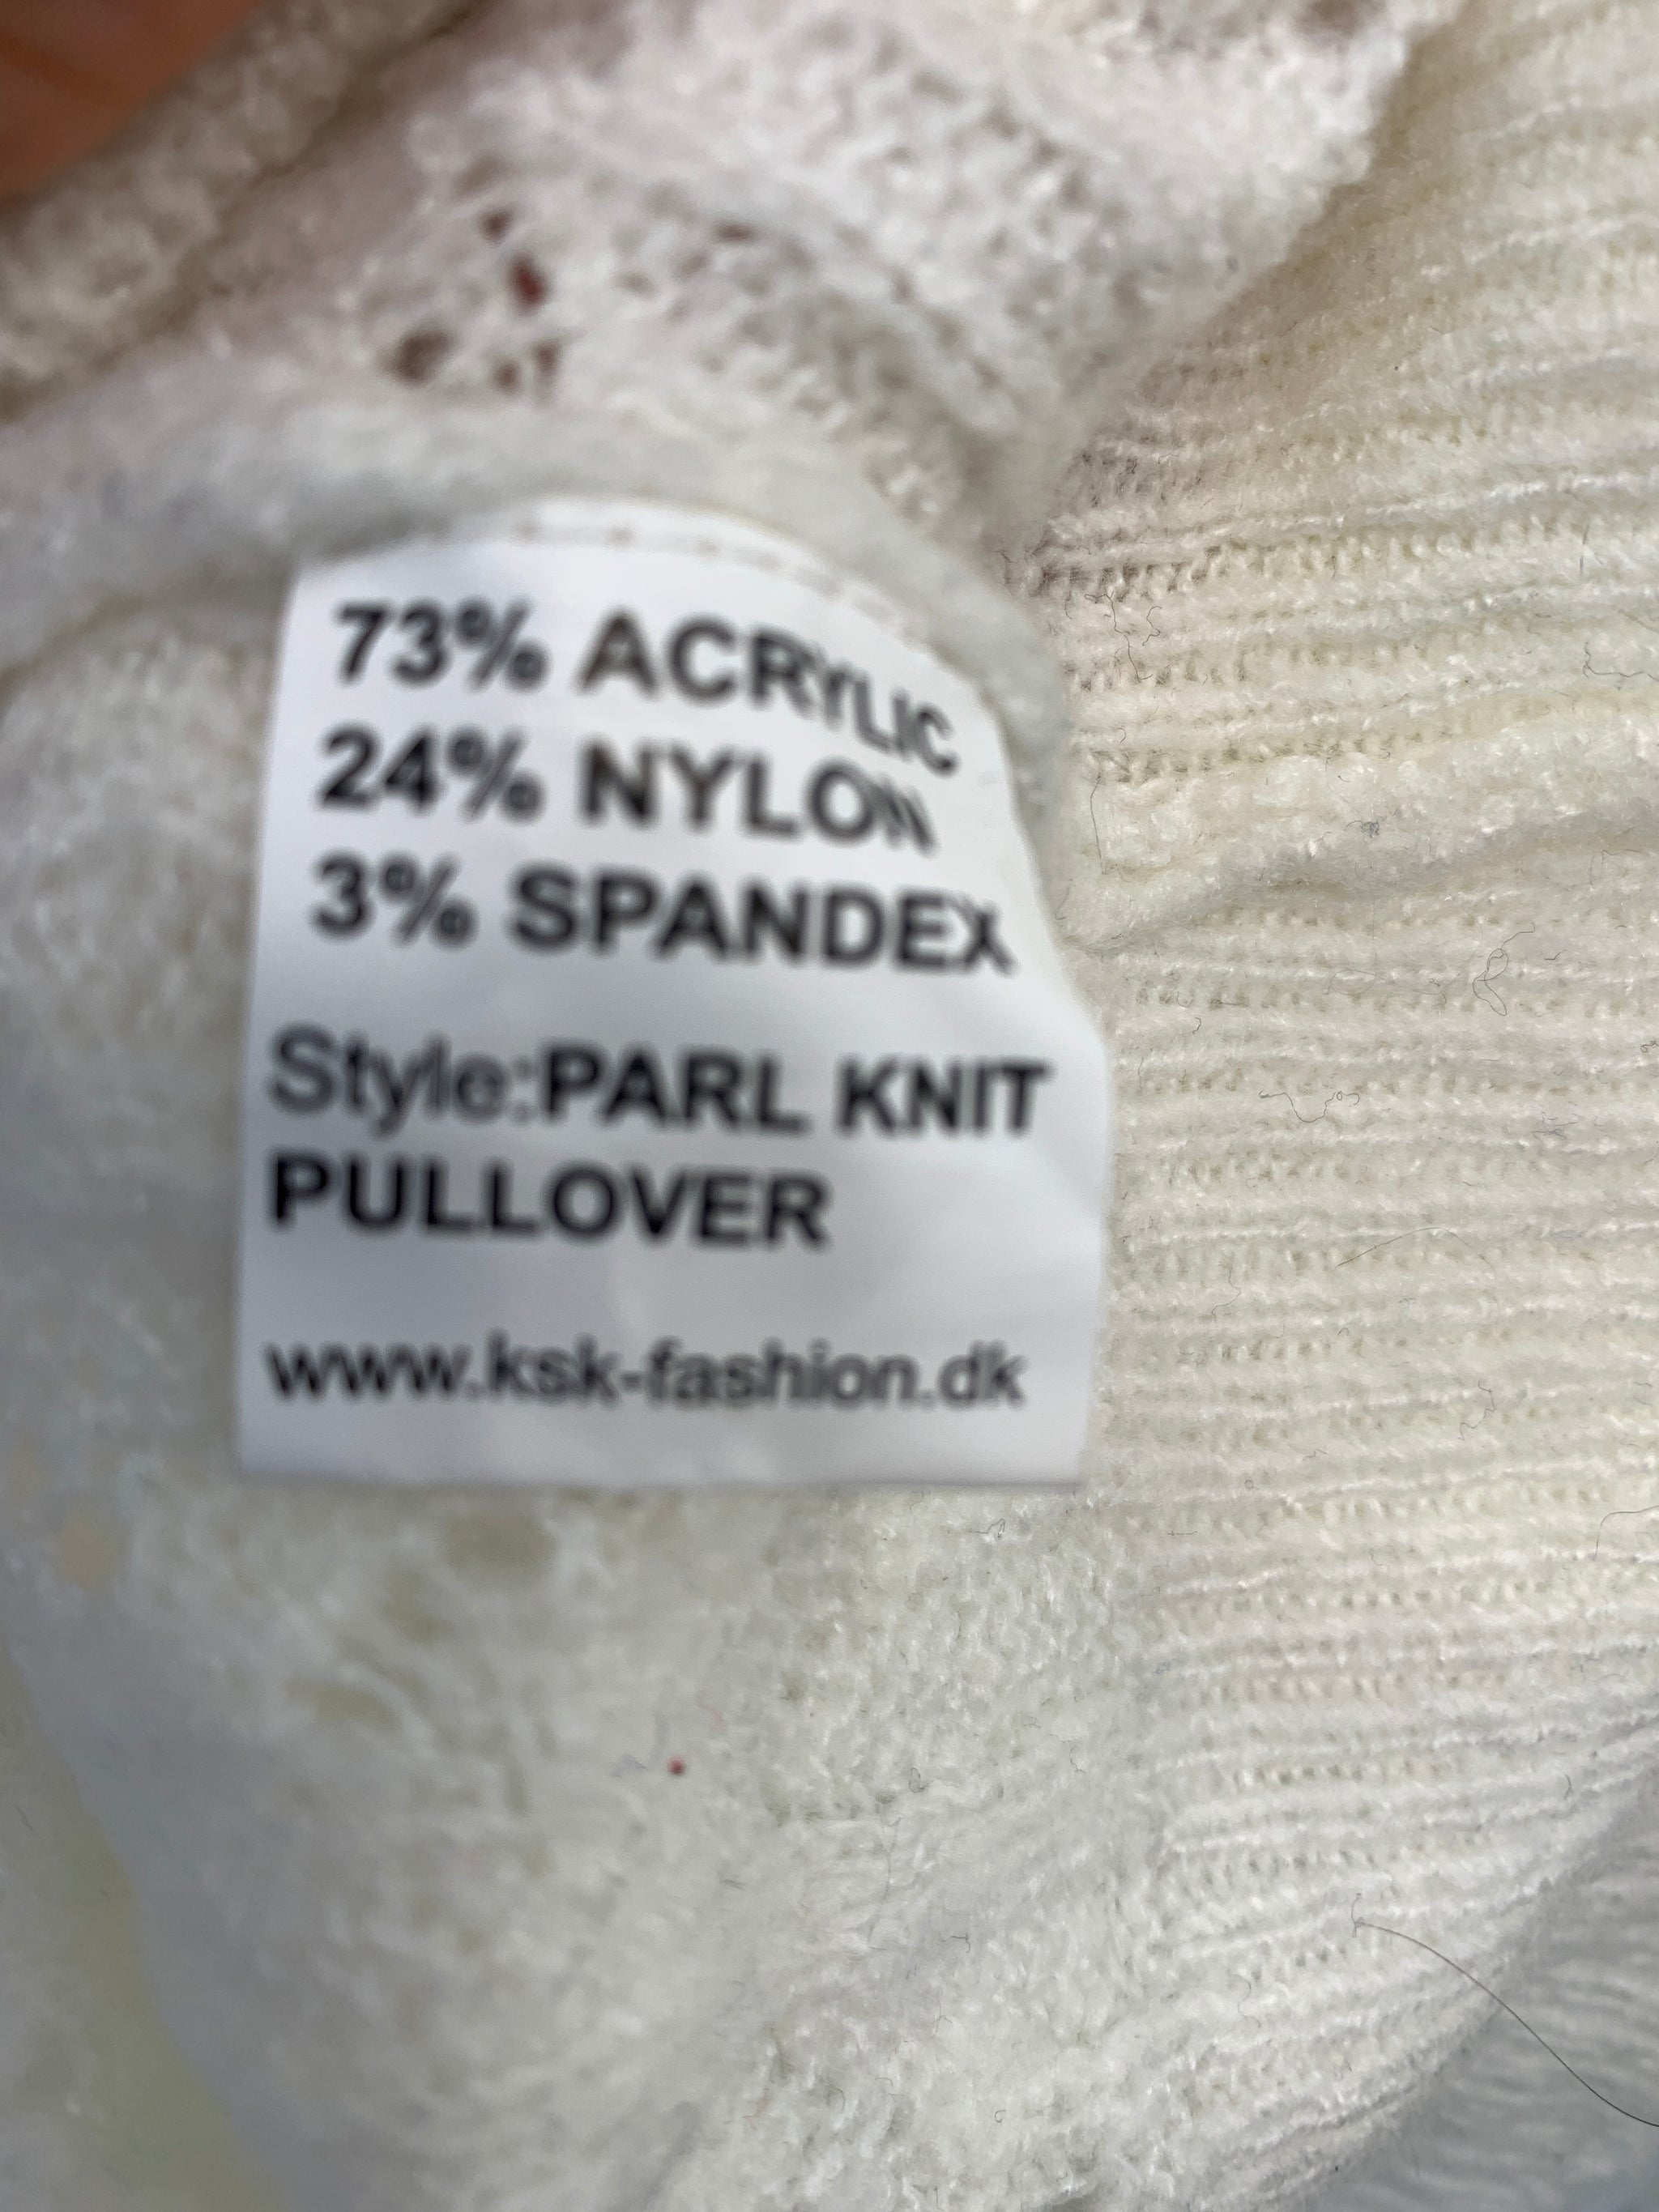 73% ACRYLIC
24% NYLON
3% SPANDEX
Style:PARL KNIT
PULLOVER
www.ksk-fashion.dk